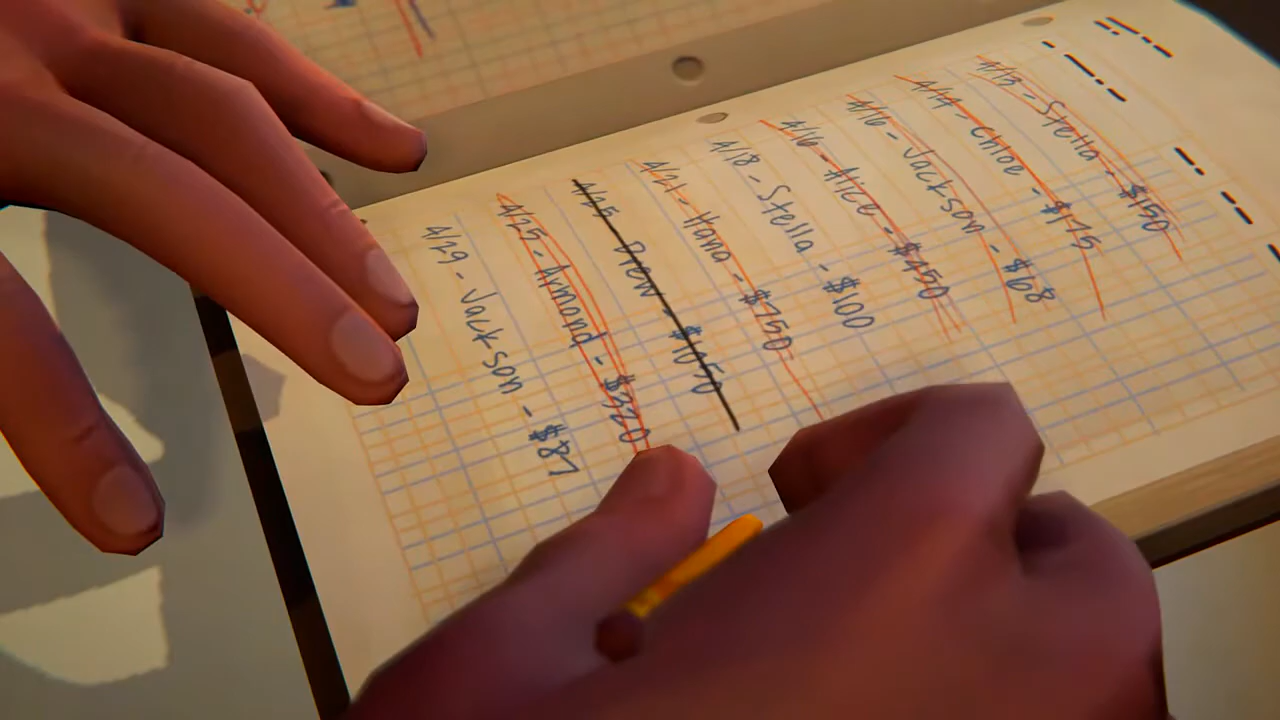 4/13 - Stella - $150
4/14 - Chloe - $175
4/16 - Jackson - $68
4/16 - Alice - $450
4/18 - Stella - $100
4/21 - Hana - $750
4/25 Drew - $1050
4/25 - Armond - $320
4/29 - Jackson - $87